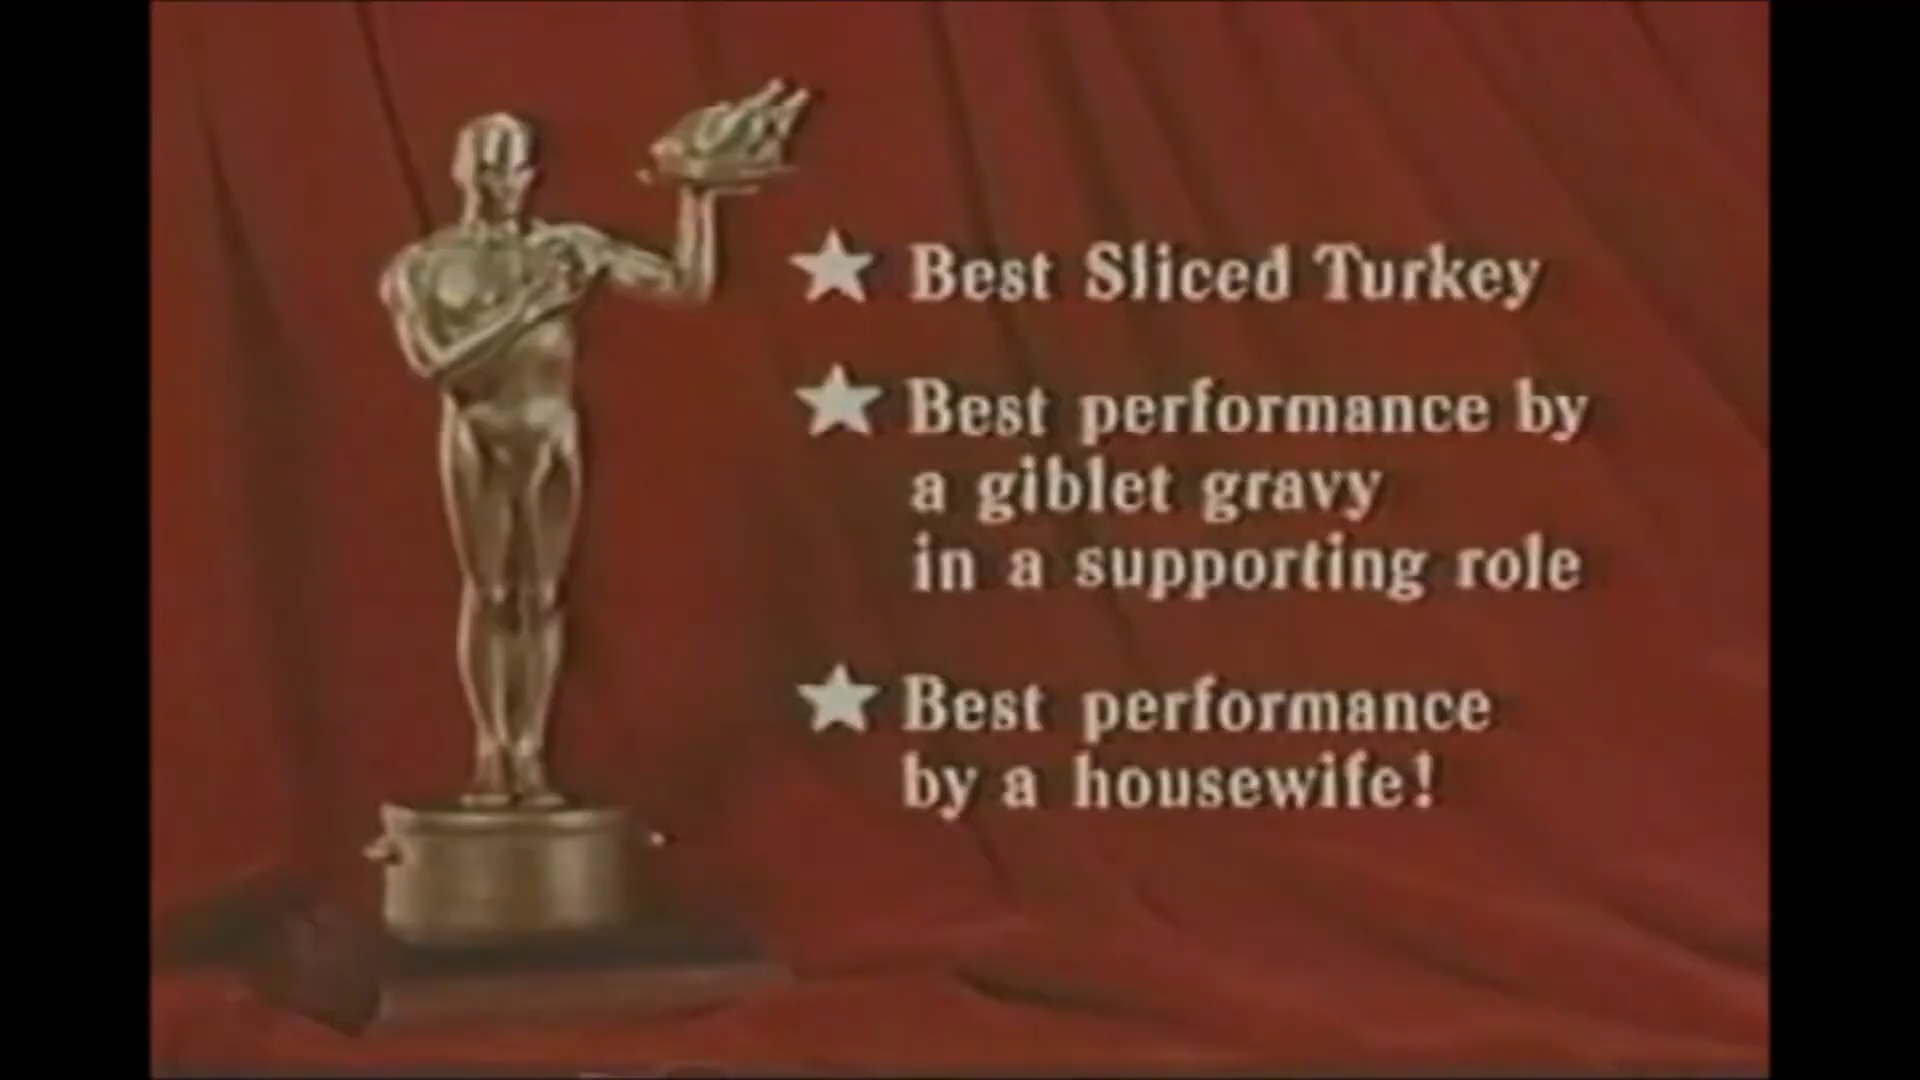 Best Sliced Turkey
Best performance by
a giblet gravy
in a supporting role
Best performance
by a housewife!